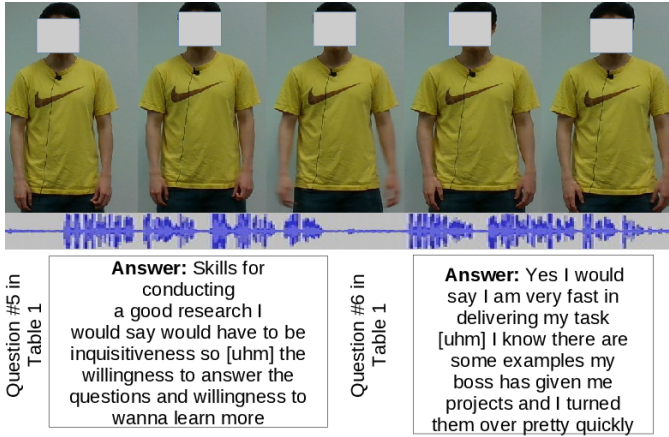 Question #5 in
Table 1
Answer: Skills for
conducting
a good research I
would say would have to be
inquisitiveness so [uhm] the
willingness to answer the
questions and willingness to
wanna learn more
Question #6 in
Table 1
Answer: Yes I would
say I am very fast in
delivering my task
[uhm] I know there are
some examples my
boss has given me
projects and I turned
them over pretty quickly